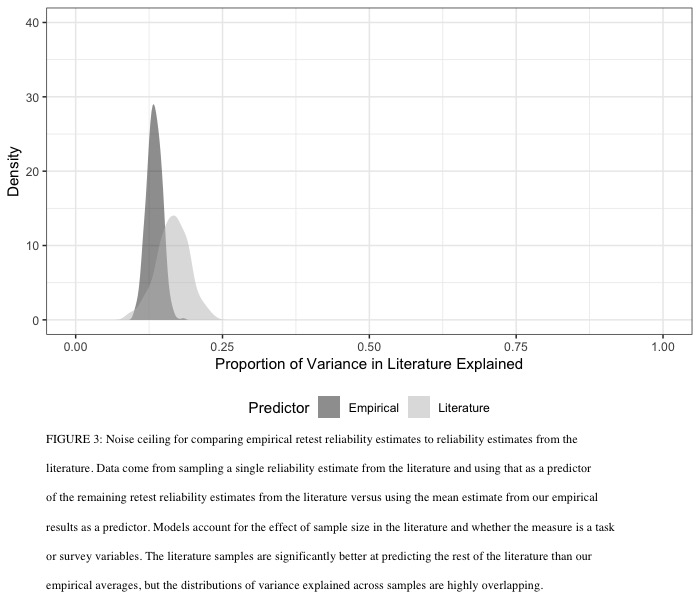 40
30
20
10
0
Density
0.00 0.25 0.50 0.75 1.00
Proportion of Variance in Literature Explained
Predictor Empirical Literature
FIGURE 3: Noise ceiling for comparing empirical retest reliability estimates to reliability estimates from the
literature. Data come from sampling a single reliability estimate from the literature and using that as a predictor
of the remaining retest reliability estimates from the literature versus using the mean estimate from our empirical
results as a predictor. Models account for the effect of sample size in the literature and whether the measure is a task
or survey variables. The literature samples are significantly better at predicting the rest of the literature than our
empirical averages, but the distributions of variance explained across samples are highly overlapping.